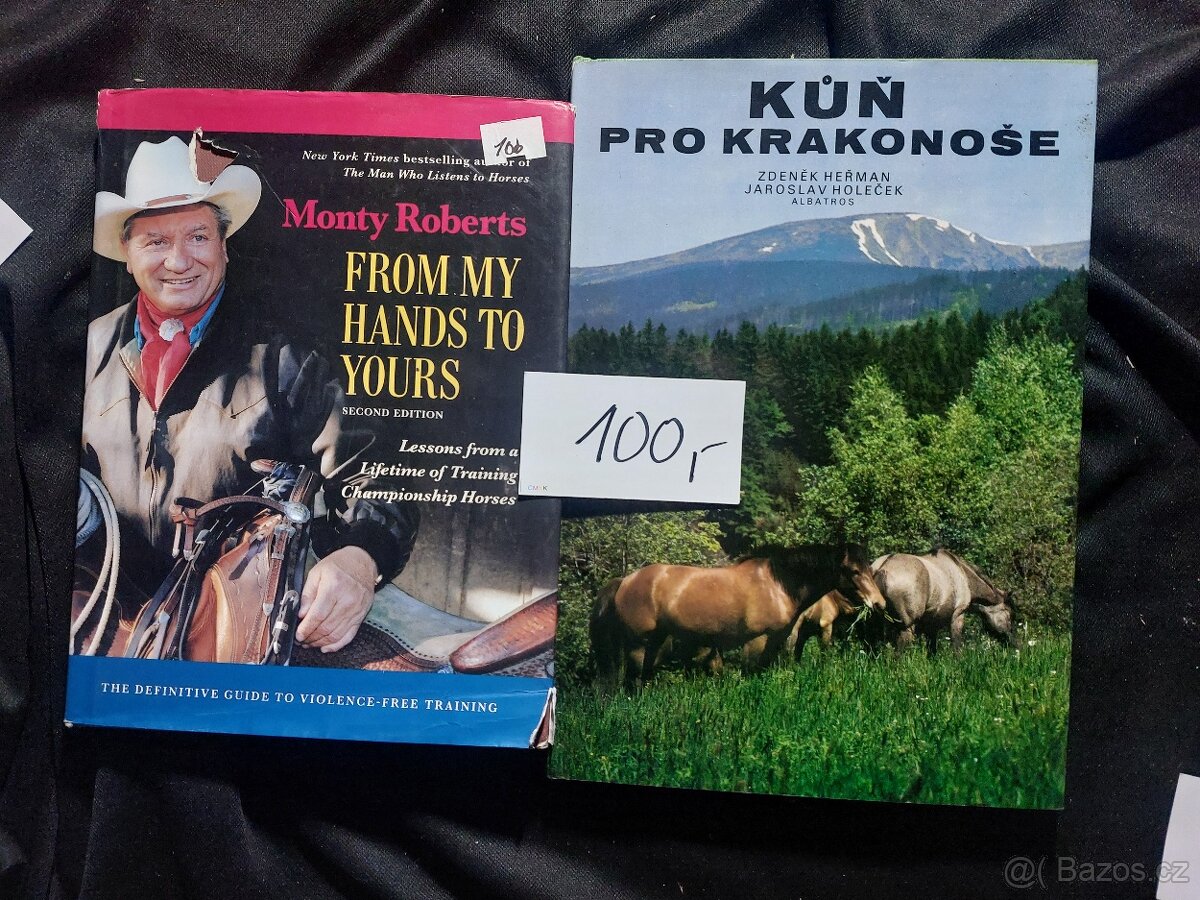 New York Times bestselling author of
The Man Who Listens to Horses
106
Monty Roberts
FROM MY
HANDS TO
YOURS
SECOND EDITION
Lessons from a
Lifetime of Training
Championship Horses
THE DEFINITIVE GUIDE TO VIOLENCE-FREE TRAINING
KŮŇ
PRO KRAKONOŠE
ZDENĚK HEŘMAN
JAROSLAV HOLEČEK
ALBATROS
100,-
CMYK
@( Bazos.cz